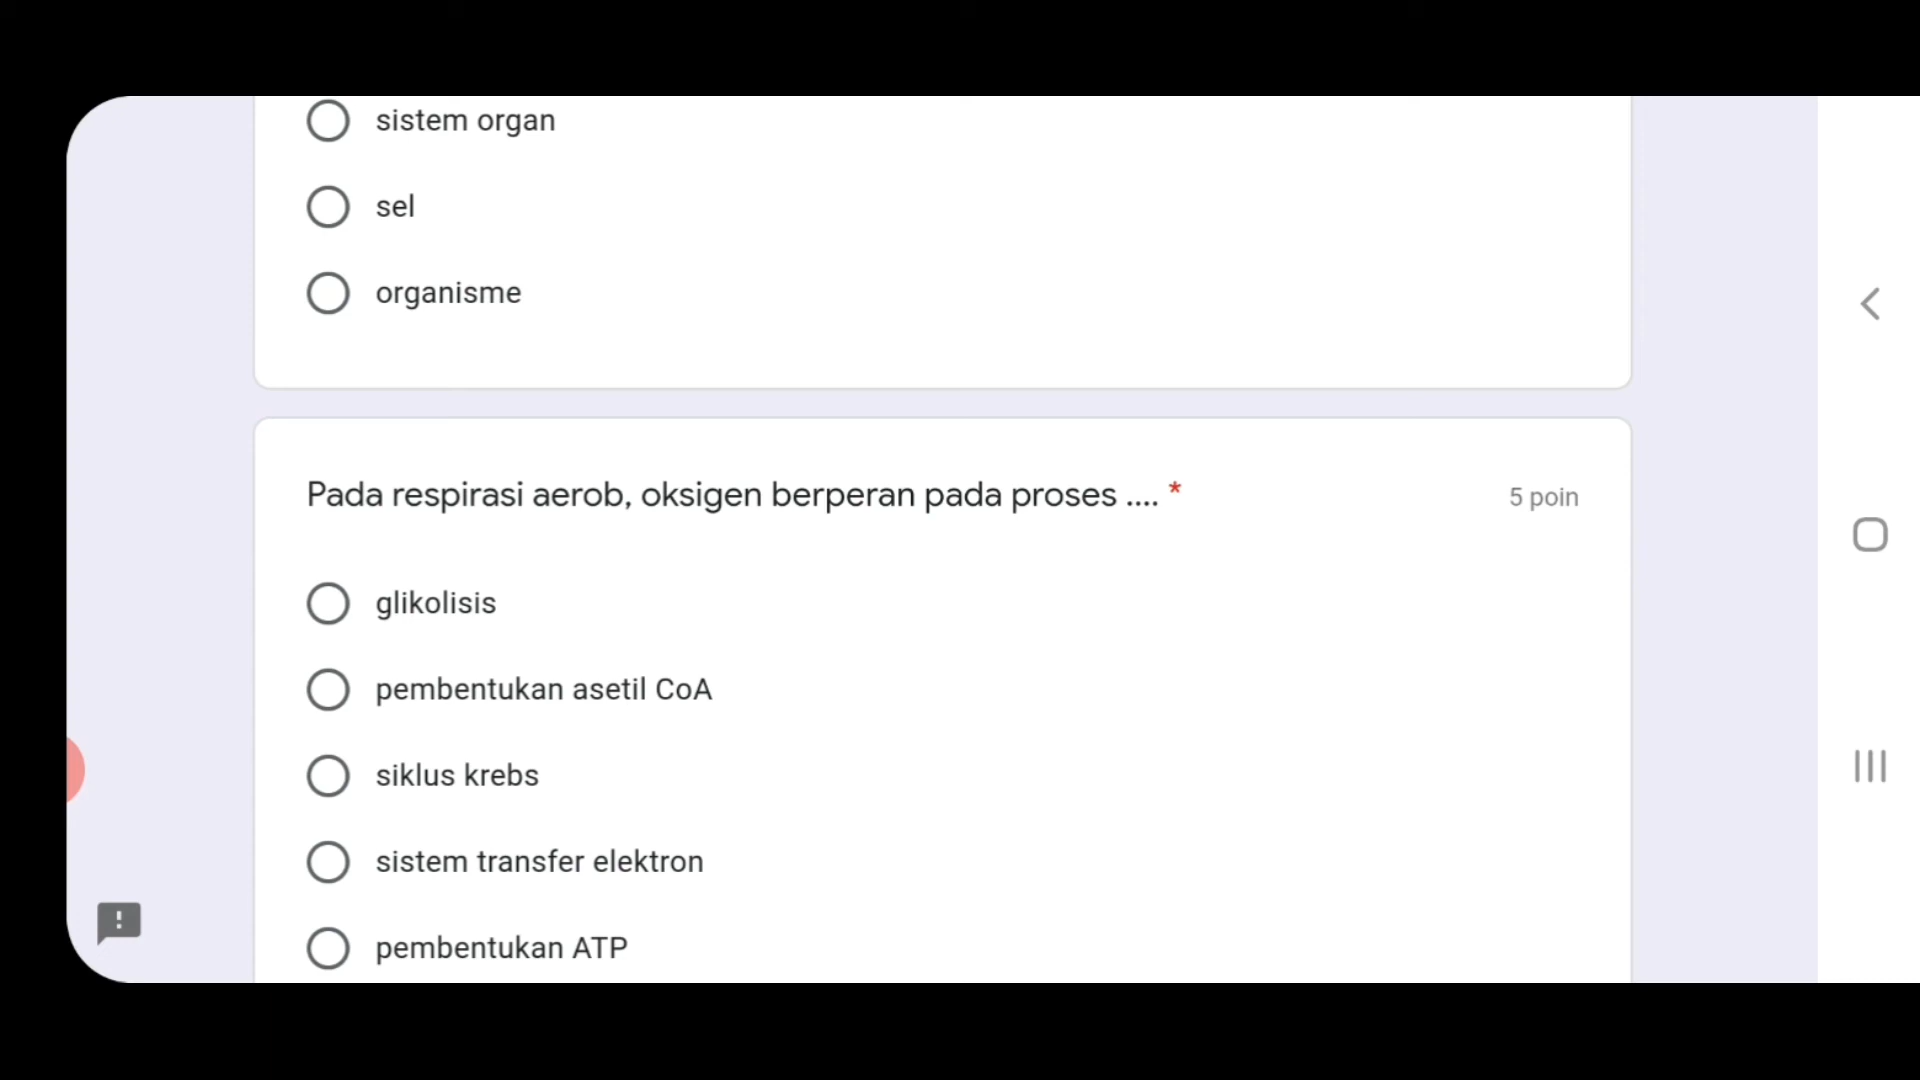 sistem organ
sel
organisme
Pada respirasi aerob, oksigen berperan pada proses .... *
5 poin
glikolisis
pembentukan asetil CoA
siklus krebs
sistem transfer elektron
pembentukan ATP